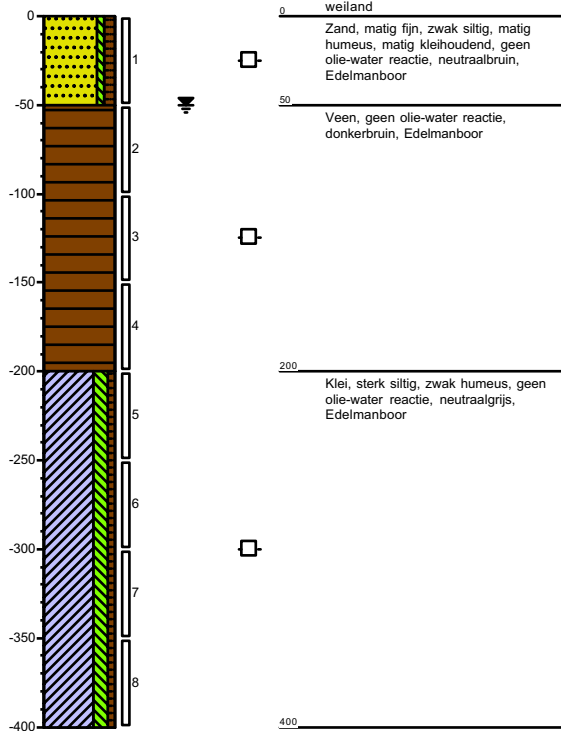 0
-50
-100
-150
-200
-250
-300
-350
-400
1
2
3
4
5
6
7
8
0
weiland
Zand, matig fijn, zwak siltig, matig
humeus, matig kleihoudend, geen
olie-water reactie, neutraalbruin,
Edelmanboor
50
Veen, geen olie-water reactie,
donkerbruin, Edelmanboor
200
Klei, sterk siltig, zwak humeus, geen
olie-water reactie, neutraalgrijs,
Edelmanboor
400